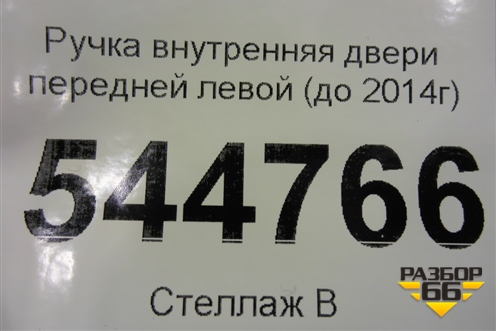 Ручка внутренняя двери
передней левой (до 2014г)
544766
Стеллаж В
РАЗБОР
66